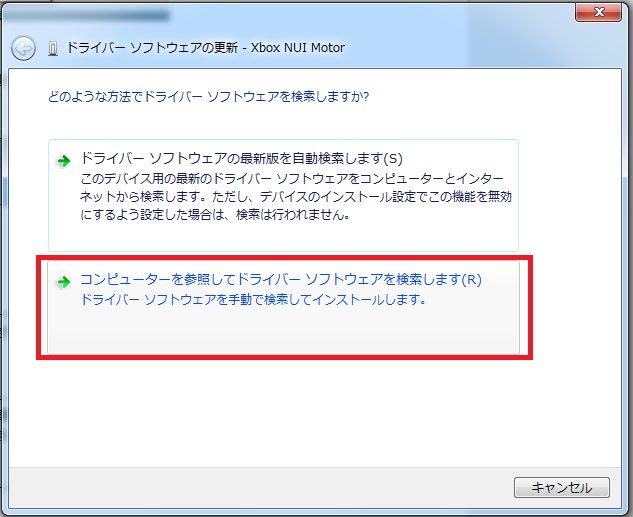 ドライバー ソフトウェアの更新 - Xbox NUI Motor
どのような方法でドライバー ソフトウェアを検索しますか?
ドライバー ソフトウェアの最新版を自動検索します(S)
このデバイス用の最新のドライバー ソフトウェアをコンピューターとインター
ネットから検索します。ただし、デバイスのインストール設定でこの機能を無効
にするよう設定した場合は、検索は行われません。
コンピューターを参照してドライバー ソフトウェアを検索します(R)
ドライバー ソフトウェアを手動で検索してインストールします。
キャンセル